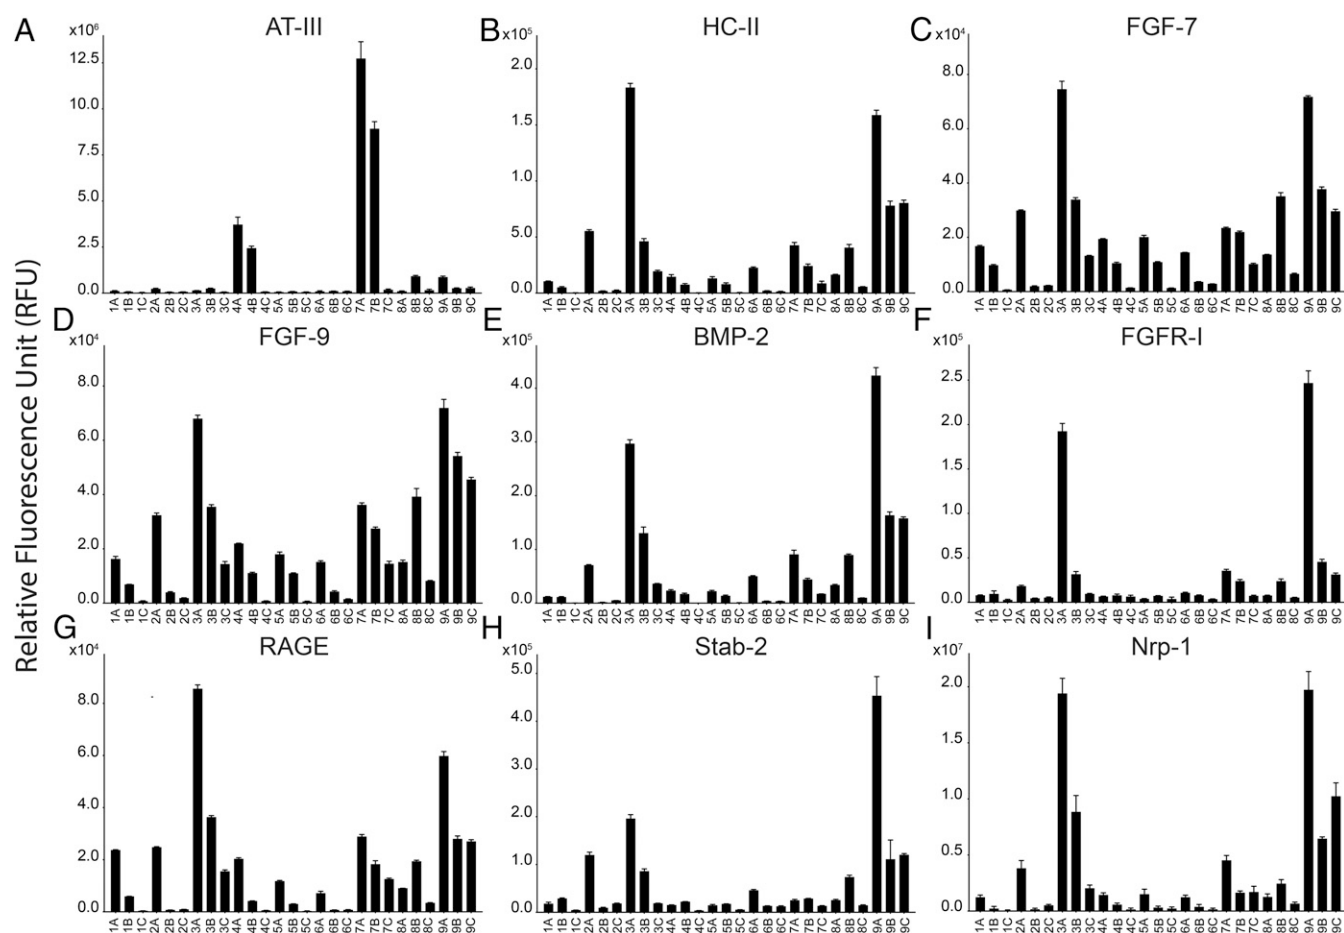 Relative Fluorescence Unit (RFU)
A
AT-III
x10⁶
12.5
10.0
7.5
5.0
2.5
0.0
1A 1B 1C 2A 2B 2C 3A 3B 3C 4A 4B 4C 5A 5B 5C 6A 6B 6C 7A 7B 7C 8A 8B 8C 9A 9B 9C
B
HC-II
x10⁵
2.0
1.5
1.0
5.0
0.0
1A 1B 1C 2A 2B 2C 3A 3B 3C 4A 4B 4C 5A 5B 5C 6A 6B 6C 7A 7B 7C 8A 8B 8C 9A 9B 9C
C
FGF-7
x10⁴
8.0
6.0
4.0
2.0
0.0
1A 1B 1C 2A 2B 2C 3A 3B 3C 4A 4B 4C 5A 5B 5C 6A 6B 6C 7A 7B 7C 8A 8B 8C 9A 9B 9C
D
FGF-9
x10⁴
8.0
6.0
4.0
2.0
0.0
1A 1B 1C 2A 2B 2C 3A 3B 3C 4A 4B 4C 5A 5B 5C 6A 6B 6C 7A 7B 7C 8A 8B 8C 9A 9B 9C
E
BMP-2
x10⁵
4.0
3.0
2.0
1.0
0.0
1A 1B 1C 2A 2B 2C 3A 3B 3C 4A 4B 4C 5A 5B 5C 6A 6B 6C 7A 7B 7C 8A 8B 8C 9A 9B 9C
F
FGFR-I
x10⁵
2.5
2.0
1.5
1.0
0.5
0.0
1A 1B 1C 2A 2B 2C 3A 3B 3C 4A 4B 4C 5A 5B 5C 6A 6B 6C 7A 7B 7C 8A 8B 8C 9A 9B 9C
G
RAGE
x10⁴
8.0
6.0
4.0
2.0
0.0
1A 1B 1C 2A 2B 2C 3A 3B 3C 4A 4B 4C 5A 5B 5C 6A 6B 6C 7A 7B 7C 8A 8B 8C 9A 9B 9C
H
Stab-2
x10⁵
5.0
4.0
3.0
2.0
1.0
0.0
1A 1B 1C 2A 2B 2C 3A 3B 3C 4A 4B 4C 5A 5B 5C 6A 6B 6C 7A 7B 7C 8A 8B 8C 9A 9B 9C
I
Nrp-1
x10⁷
2.0
1.5
1.0
0.5
0.0
1A 1B 1C 2A 2B 2C 3A 3B 3C 4A 4B 4C 5A 5B 5C 6A 6B 6C 7A 7B 7C 8A 8B 8C 9A 9B 9C